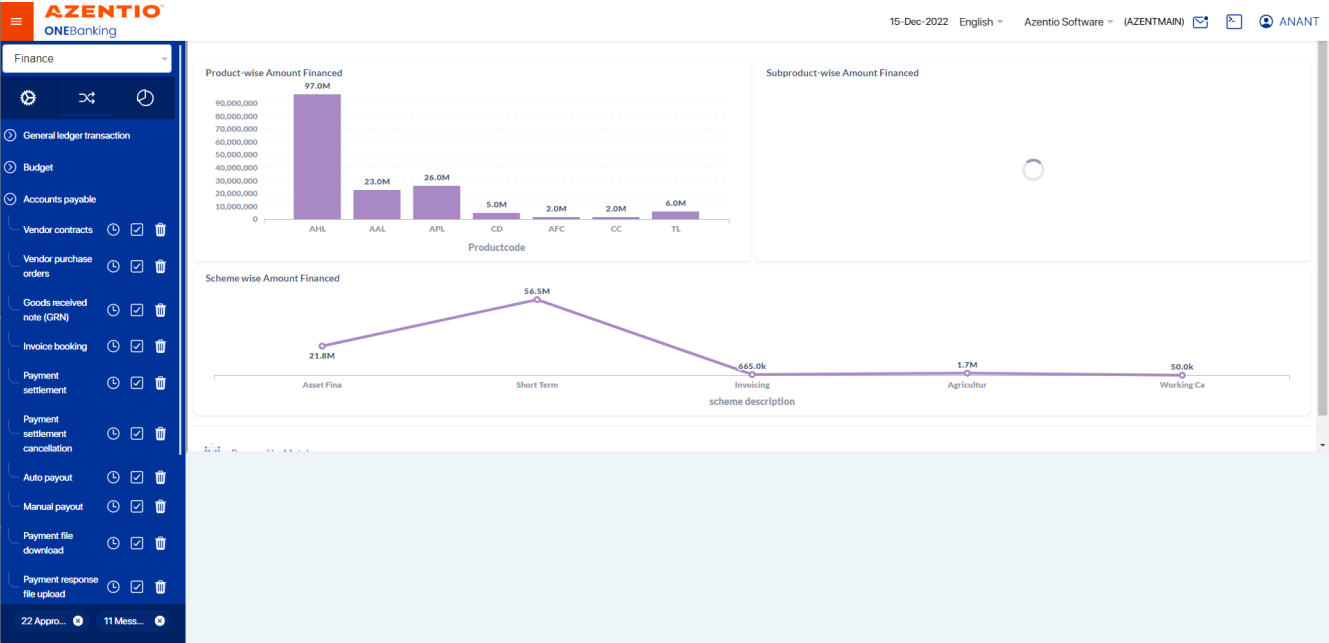 AZENTIO
ONEBanking
15-Dec-2022 English Azentio Software (AZENTMAIN) ANANT
Finance
General ledger transaction
Budget
Accounts payable
Vendor contracts
Vendor purchase
orders
Goods received
note (GRN)
Invoice booking
Payment
settlement
Payment
settlement
cancellation
Auto payout
Manual payout
Payment file
download
Payment response
file upload
22 Appro...
11 Mess...
Product-wise Amount Financed
97.0M
90,000,000
80,000,000
70,000,000
60,000,000
50,000,000
40,000,000
30,000,000
20,000,000
10,000,000
0
23.0M
26.0M
5.0M
2.0M
2.0M
6.0M
AHL AAL APL CD AFC CC TL
Productcode
Subproduct-wise Amount Financed
Scheme wise Amount Financed
56.5M
21.8M
665.0k
1.7M
50.0k
Asset Fina Short Term Invoicing Agricultur Working Ca
scheme description